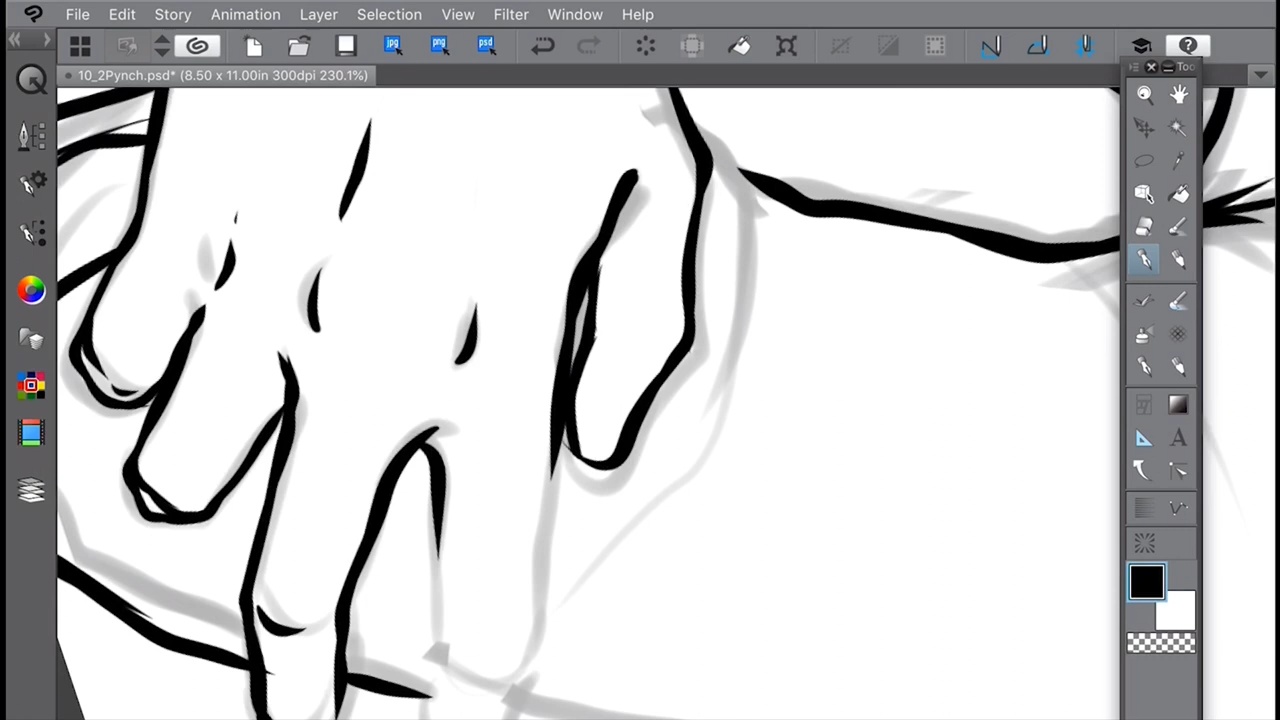 File Edit Story Animation Layer Selection View Filter Window Help
jpg png psd
10_2Pynch.psd* (8.50 x 11.00in 300dpi 230.1%)
Too
A